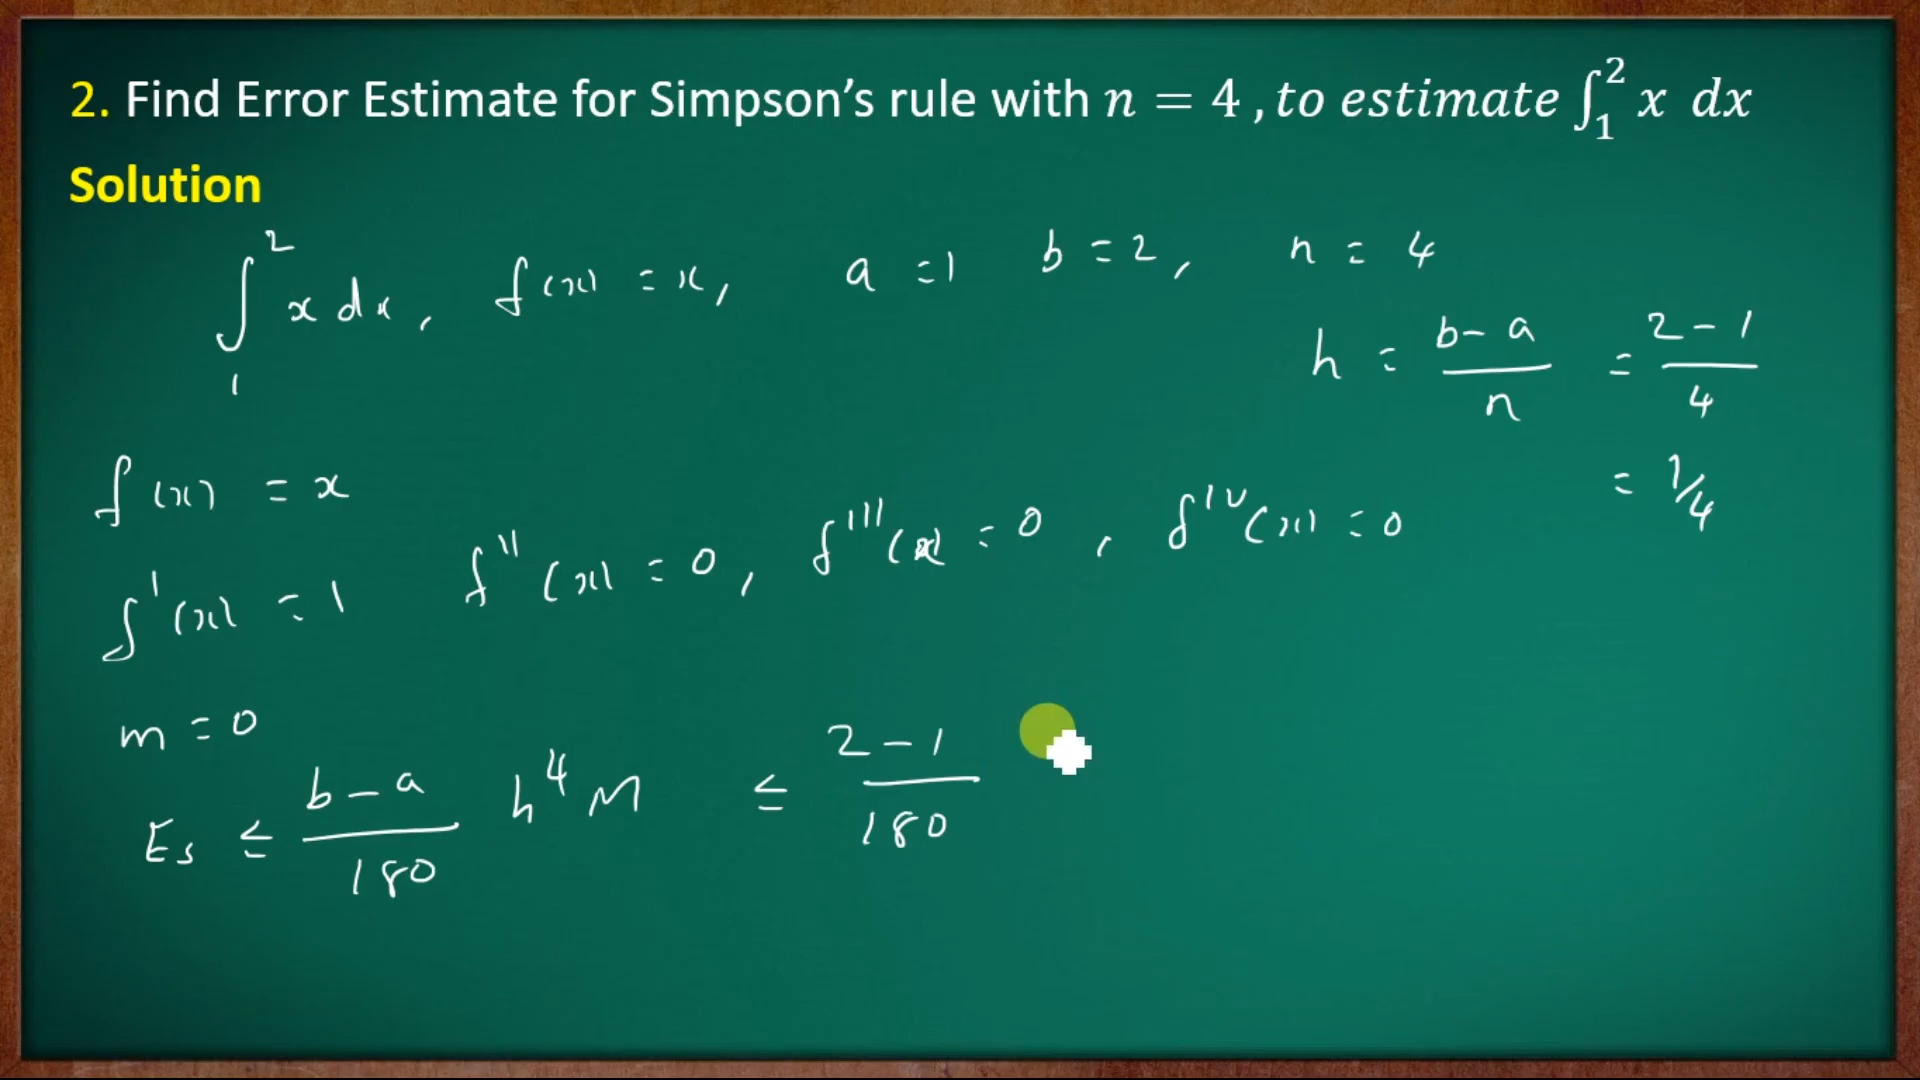 2. Find Error Estimate for Simpson's rule with n = 4 , to estimate ∫₁² x dx
Solution
∫₁² x dx, f(x) = x, a = 1 b = 2, n = 4
h = (b - a)/n = (2 - 1)/4
= 1/4
f(x) = x
f'(x) = 1 f''(x) = 0, f'''(x) = 0, f^IV(x) = 0
m = 0
Es ≤ (b - a)/180 h⁴ M ≤ (2 - 1)/180